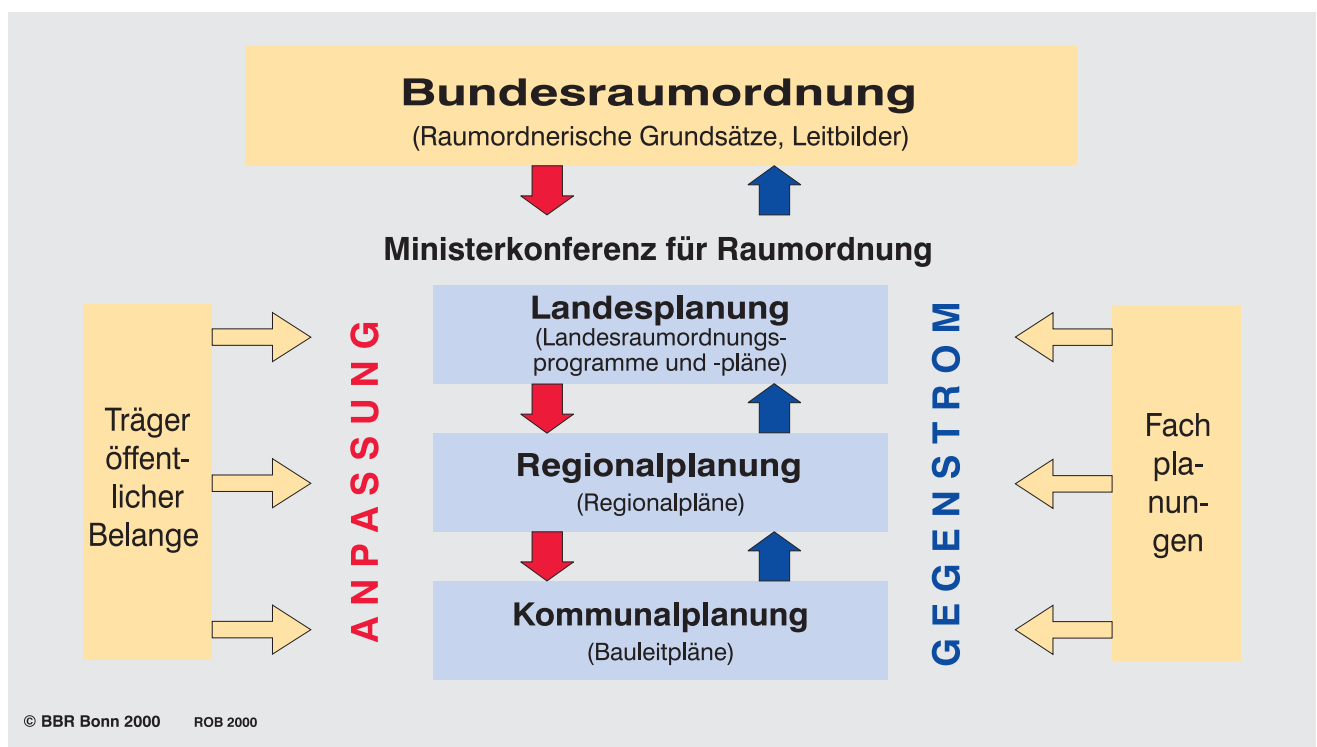 Bundesraumordnung
(Raumordnerische Grundsätze, Leitbilder)
Ministerkonferenz für Raumordnung
Träger
öffent-
licher
Belange
ANPASSUNG
Landesplanung
(Landesraumordnungs-
programme und -pläne)
Regionalplanung
(Regionalpläne)
Kommunalplanung
(Bauleitpläne)
GEGENSTROM
Fach
pla-
nun-
gen
© BBR Bonn 2000 ROB 2000